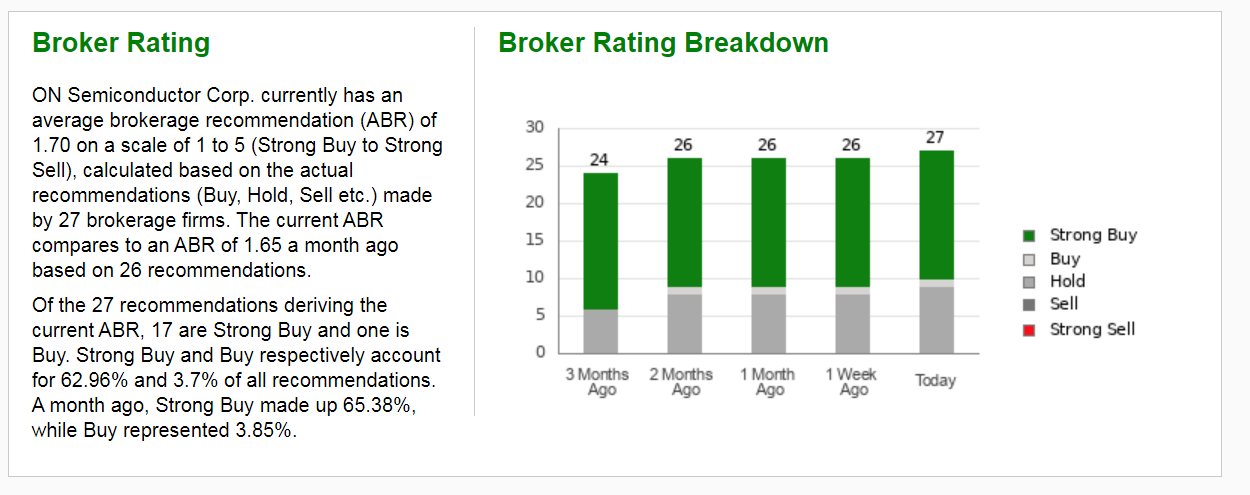 Broker Rating
ON Semiconductor Corp. currently has an
average brokerage recommendation (ABR) of
1.70 on a scale of 1 to 5 (Strong Buy to Strong
Sell), calculated based on the actual
recommendations (Buy, Hold, Sell etc.) made
by 27 brokerage firms. The current ABR
compares to an ABR of 1.65 a month ago
based on 26 recommendations.
Of the 27 recommendations deriving the
current ABR, 17 are Strong Buy and one is
Buy. Strong Buy and Buy respectively account
for 62.96% and 3.7% of all recommendations.
A month ago, Strong Buy made up 65.38%,
while Buy represented 3.85%.
Broker Rating Breakdown
30
25
20
15
10
5
0
24
26
26
26
27
3 Months
Ago
2 Months
Ago
1 Month
Ago
1 Week
Ago
Today
Strong Buy
Buy
Hold
Sell
Strong Sell